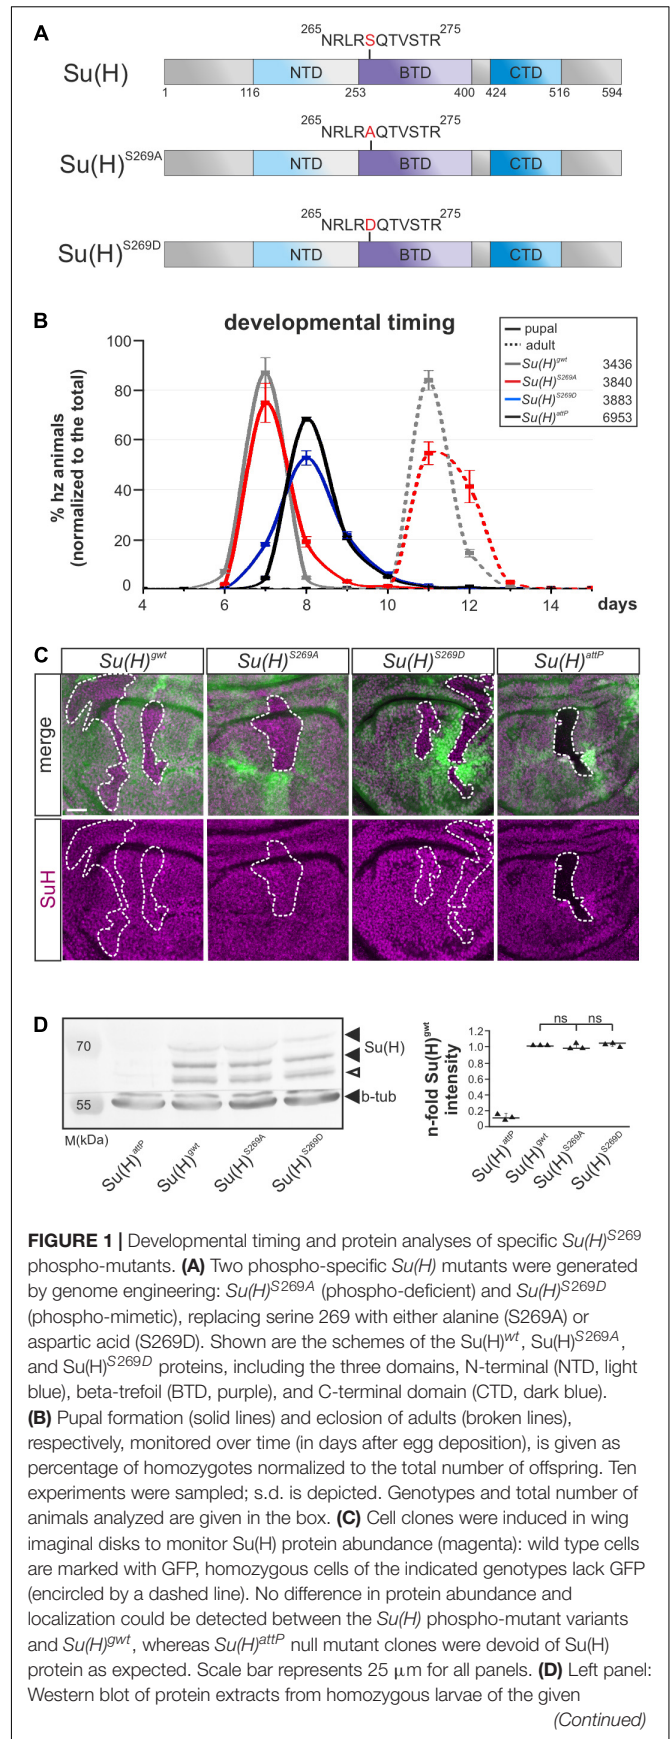 A
265NRLRSQTVSTR275
Su(H)
NTD BTD CTD
1 116 253 400 424 516 594
265NRLRAQTVSTR275
Su(H)S269A
NTD BTD CTD
265NRLRDQTVSTR275
Su(H)S269D
NTD BTD CTD
B
developmental timing
pupal
adult
Su(H)gwt 3436
Su(H)S269A 3840
Su(H)S269D 3883
Su(H)attP 6953
% hz animals
(normalized to the total)
100
80
60
40
20
0
4 6 8 10 12 14 days
C
Su(H)gwt Su(H)S269A Su(H)S269D Su(H)attP
merge
SuH
D
70
55
M(kDa)
Su(H)
b-tub
Su(H)attP Su(H)gwt Su(H)S269A Su(H)S269D
n-fold Su(H)gwt
intensity
ns ns
1.2
1.0
0.8
0.6
0.4
0.2
0
Su(H)attP Su(H)gwt Su(H)S269A Su(H)S269D
FIGURE 1 | Developmental timing and protein analyses of specific Su(H)S269
phospho-mutants. (A) Two phospho-specific Su(H) mutants were generated
by genome engineering: Su(H)S269A (phospho-deficient) and Su(H)S269D
(phospho-mimetic), replacing serine 269 with either alanine (S269A) or
aspartic acid (S269D). Shown are the schemes of the Su(H)wt, Su(H)S269A,
and Su(H)S269D proteins, including the three domains, N-terminal (NTD, light
blue), beta-trefoil (BTD, purple), and C-terminal domain (CTD, dark blue).
(B) Pupal formation (solid lines) and eclosion of adults (broken lines),
respectively, monitored over time (in days after egg deposition), is given as
percentage of homozygotes normalized to the total number of offspring. Ten
experiments were sampled; s.d. is depicted. Genotypes and total number of
animals analyzed are given in the box. (C) Cell clones were induced in wing
imaginal disks to monitor Su(H) protein abundance (magenta): wild type cells
are marked with GFP, homozygous cells of the indicated genotypes lack GFP
(encircled by a dashed line). No difference in protein abundance and
localization could be detected between the Su(H) phospho-mutant variants
and Su(H)gwt, whereas Su(H)attP null mutant clones were devoid of Su(H)
protein as expected. Scale bar represents 25 μm for all panels. (D) Left panel:
Western blot of protein extracts from homozygous larvae of the given
(Continued)